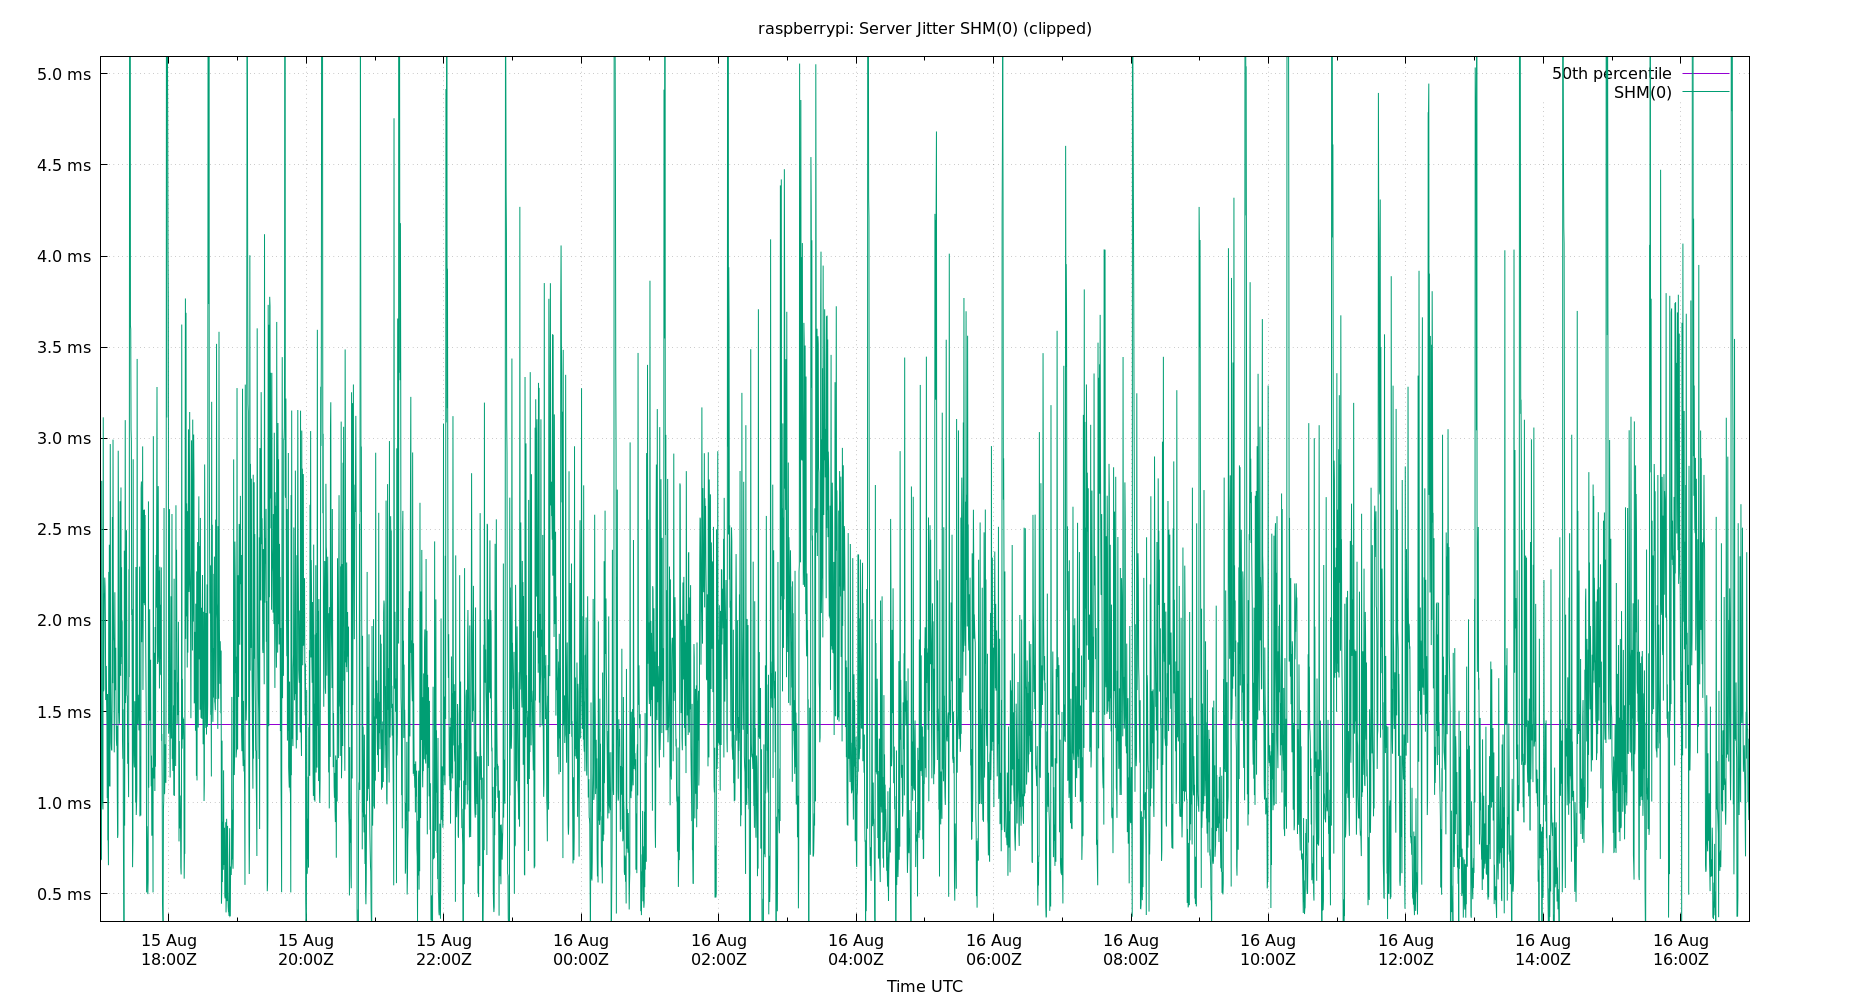 raspberrypi: Server Jitter SHM(0) (clipped)
5.0 ms
50th percentile
SHM(0)
4.5 ms
4.0 ms
3.5 ms
3.0 ms
2.5 ms
2.0 ms
1.5 ms
1.0 ms
0.5 ms
15 Aug 15 Aug 15 Aug 16 Aug 16 Aug 16 Aug 16 Aug 16 Aug 16 Aug 16 Aug 16 Aug 16 Aug
18:00Z 20:00Z 22:00Z 00:00Z 02:00Z 04:00Z 06:00Z 08:00Z 10:00Z 12:00Z 14:00Z 16:00Z
Time UTC